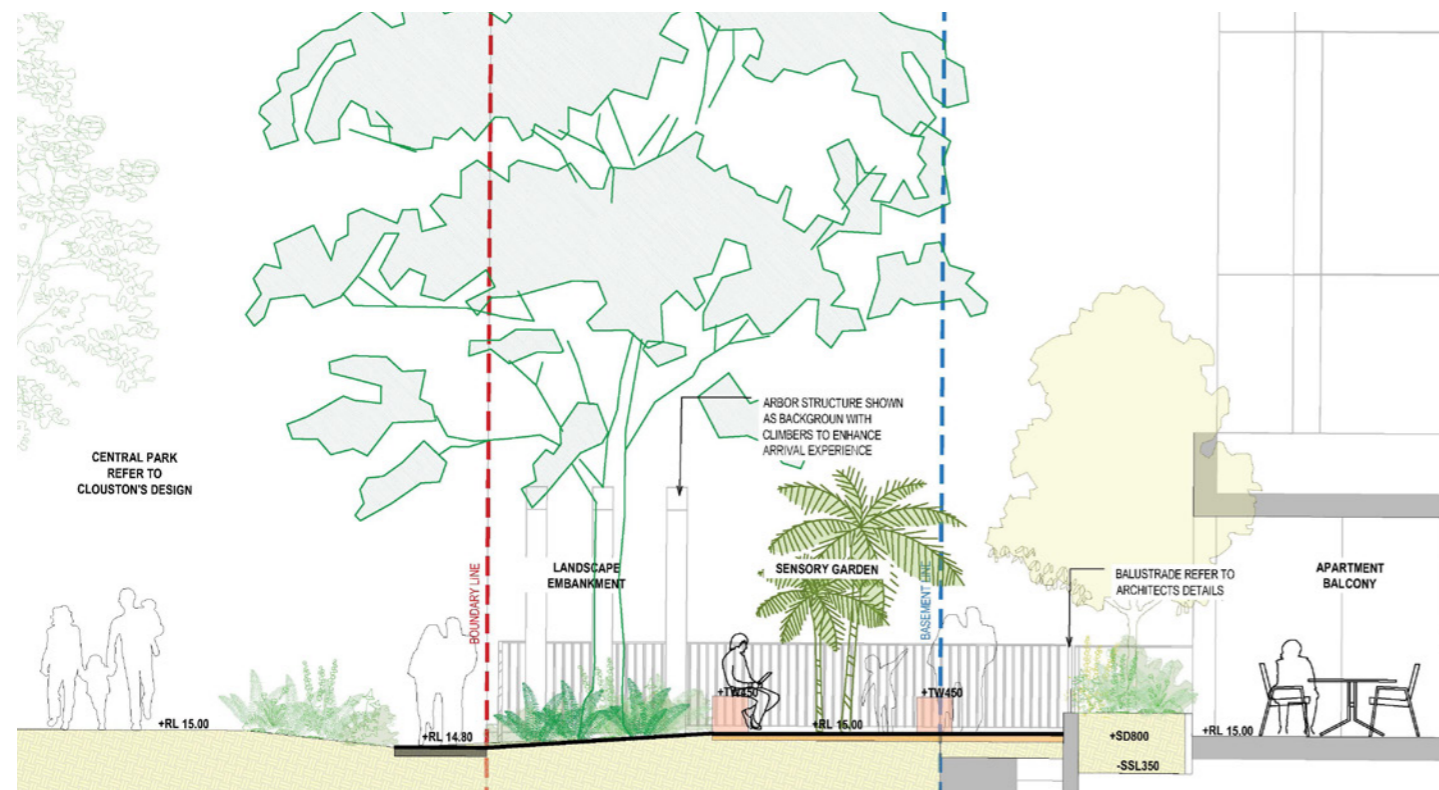 CENTRAL PARK
REFER TO
CLOUSTON'S DESIGN
ARBOR STRUCTURE SHOWN
AS BACKGROUN WITH
CLIMBERS TO ENHANCE
ARRIVAL EXPERIENCE
LANDSCAPE
EMBANKMENT
SENSORY GARDEN
BALUSTRADE REFER TO
ARCHITECTS DETAILS
APARTMENT
BALCONY
BOUNDARY LINE
BASEMENT LINE
+TW450
+TW450
+RL 15.00
+RL 14.80
+RL 15.00
+RL 15.00
+SD800
-SSL350